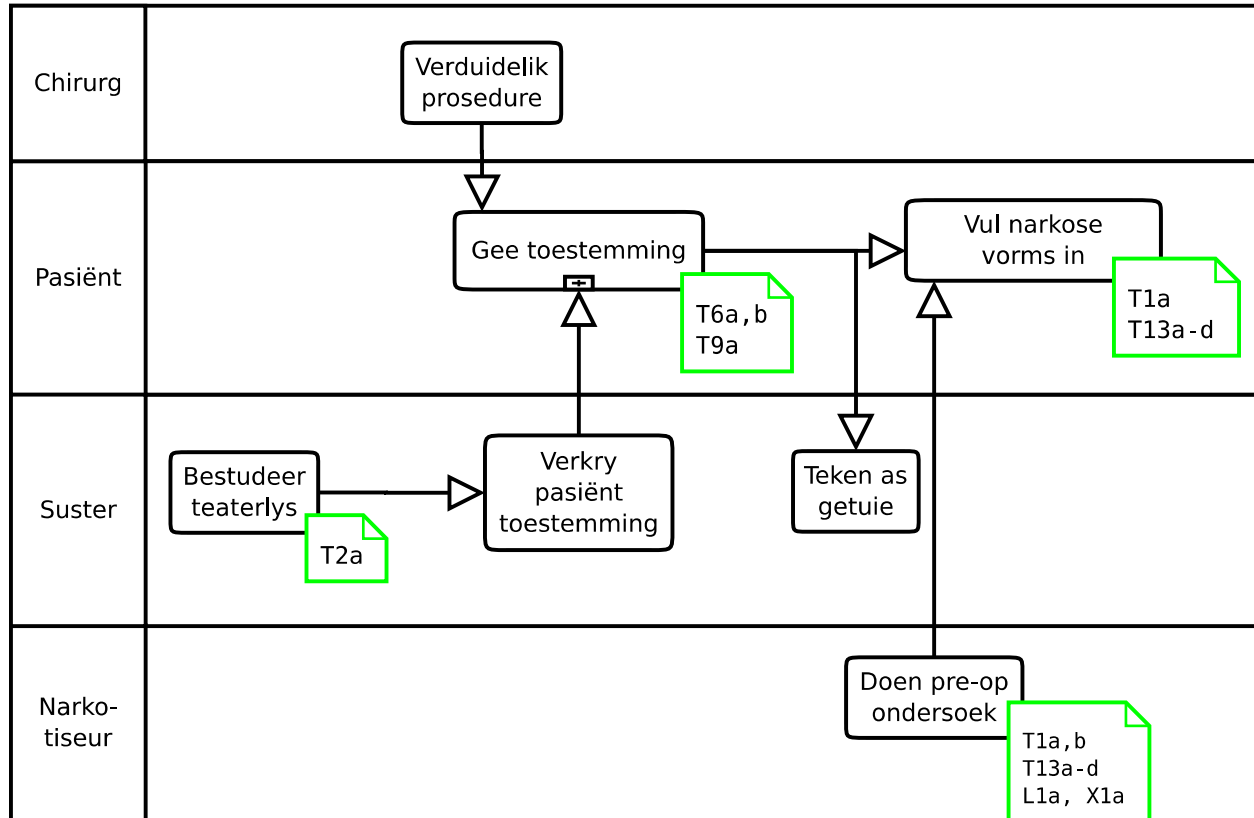 Chirurg
Verduidelik
prosedure
Pasiënt
Gee toestemming
T6a,b
T9a
Vul narkose
vorms in
T1a
T13a-d
Suster
Bestudeer
teaterlys
T2a
Verkry
pasiënt
toestemming
Teken as
getuie
Narko-
tiseur
Doen pre-op
ondersoek
T1a,b
T13a-d
L1a, X1a